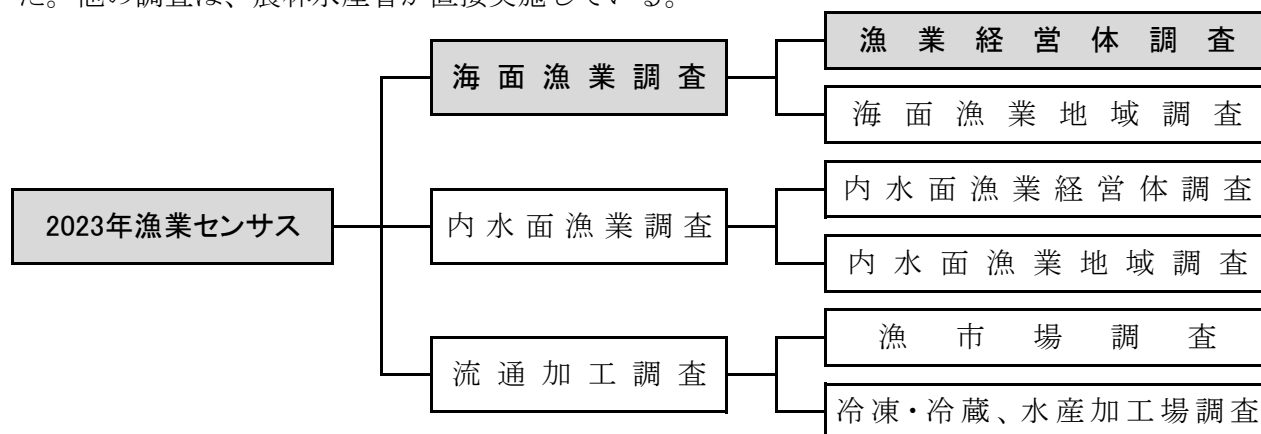 た。他の調査は、農林水産省が直接実施している。
漁業経営体調査
海面漁業調査
海面漁業地域調査
内水面漁業経営体調査
2023年漁業センサス
内水面漁業調査
内水面漁業地域調査
漁市場調査
流通加工調査
冷凍・冷蔵、水産加工場調査